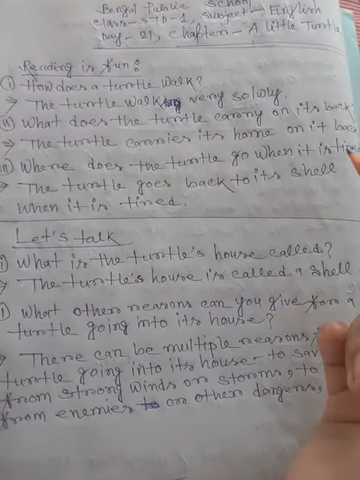 Bengal Public School
class - STD-1, Subject - English
Day - 21, chapter - A little Turtle
Reading is fun:
(i) How does a turtle walk?
→ The turtle walk very solwy.
(ii) What does the turtle carry on its back?
→ The turtle carries its home on it back
(iii) Where does the turtle go when it is tire
→ The turtle goes back to its shell
when it is tired.
Let's talk
(i) What is the turtle's house called?
→ The turtle's house is called a shell
(i) What other reasons can you give for a
turtle going into its house?
→ There can be multiple reasons,
turtle going into its house - to sav
from strong winds or storms, to
from enemies or other dangers,